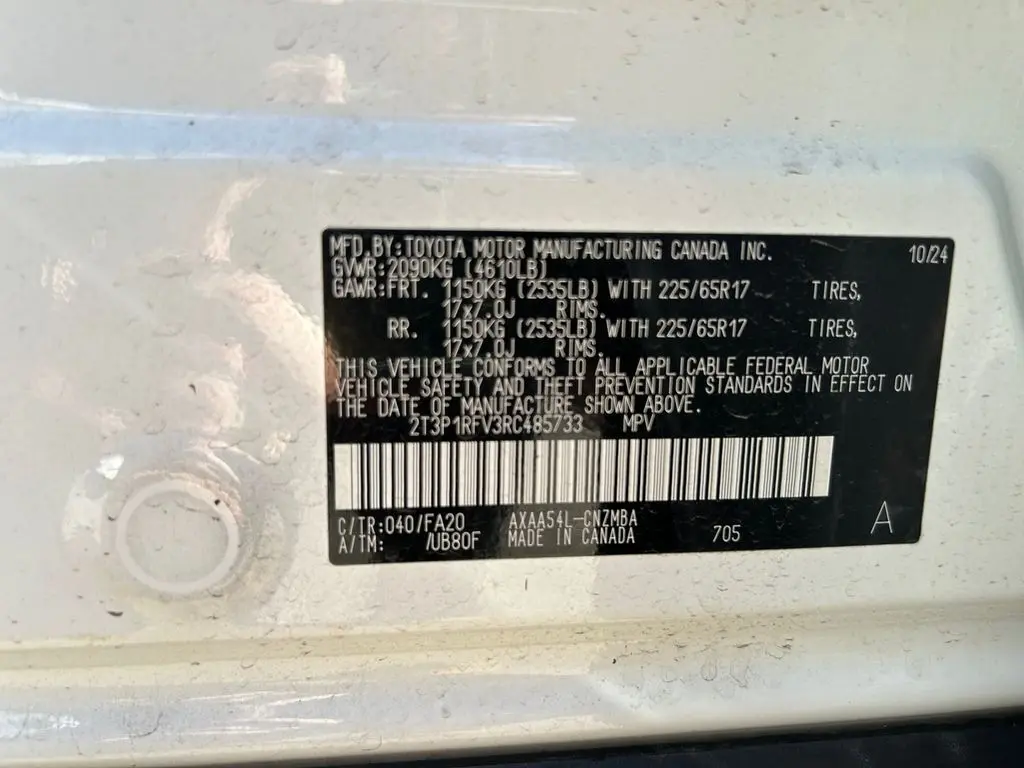 MFD.BY:TOYOTA MOTOR MANUFACTURING CANADA INC. 10/24
GVWR:2090KG (4610LB)
GAWR:FRT. 1150KG (2535LB) WITH 225/65R17 TIRES,
17x7.0J RIMS.
RR. 1150KG (2535LB) WITH 225/65R17 TIRES,
17x7.0J RIMS.
THIS VEHICLE CONFORMS TO ALL APPLICABLE FEDERAL MOTOR
VEHICLE SAFETY AND THEFT PREVENTION STANDARDS IN EFFECT ON
THE DATE OF MANUFACTURE SHOWN ABOVE.
2T3P1RFV3RC485733 MPV
C/TR:040/FA20 AXAA54L-CNZMBA
A/TM: /UB80F MADE IN CANADA 705 A